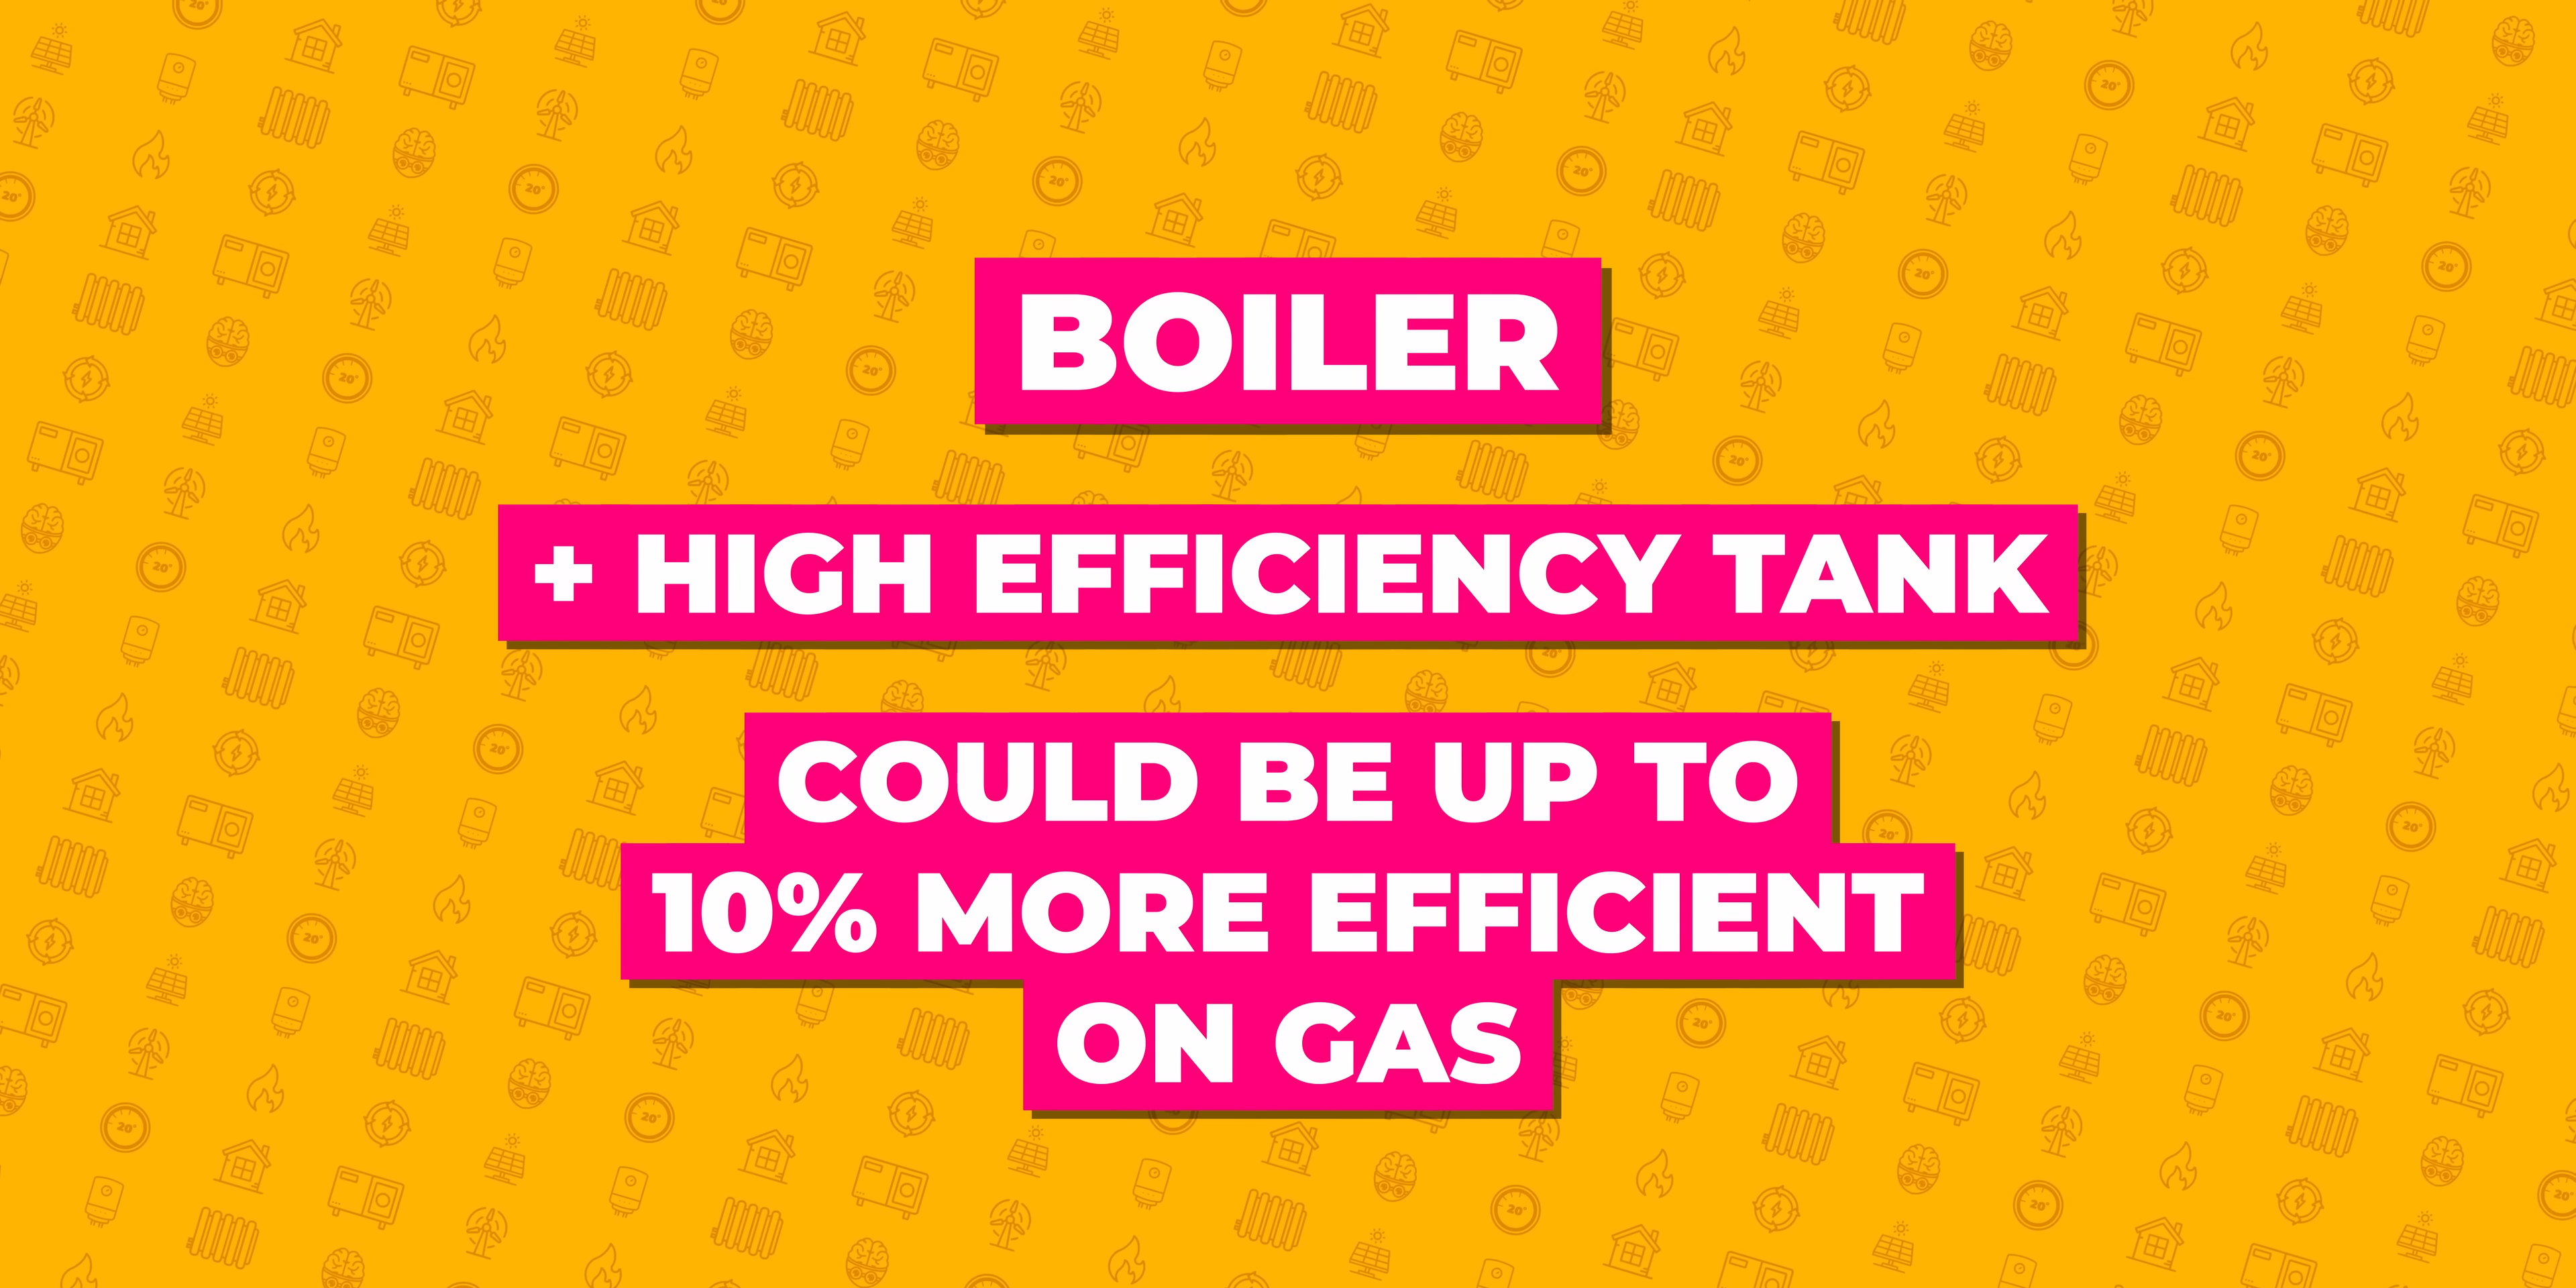 BOILER
+ HIGH EFFICIENCY TANK
COULD BE UP TO
10% MORE EFFICIENT
ON GAS